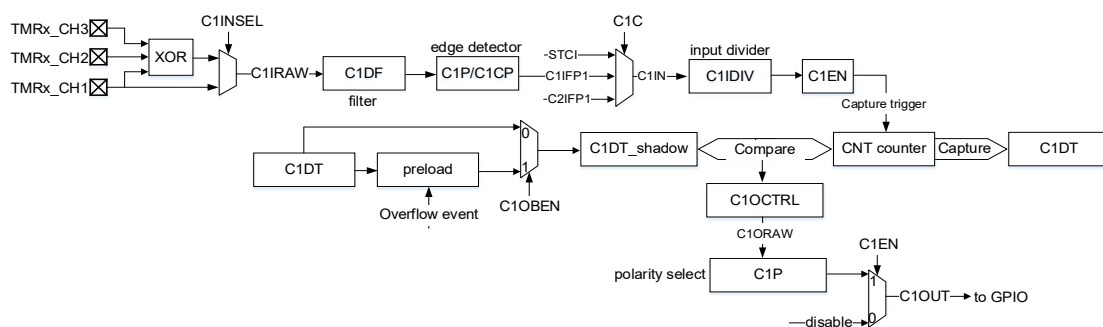 TMRx_CH3
TMRx_CH2
TMRx_CH1
XOR
C1INSEL
C1IRAW
C1DF
filter
edge detector
C1P/C1CP
C1C
-STCI
C1IFP1
-C2IFP1
C1IN
input divider
C1IDIV
C1EN
Capture trigger
C1DT
preload
Overflow event
0
1
C1OBEN
C1DT_shadow
Compare
CNT counter
Capture
C1DT
C1OCTRL
C1ORAW
polarity select
C1P
C1EN
1
0
disable
C1OUT
to GPIO